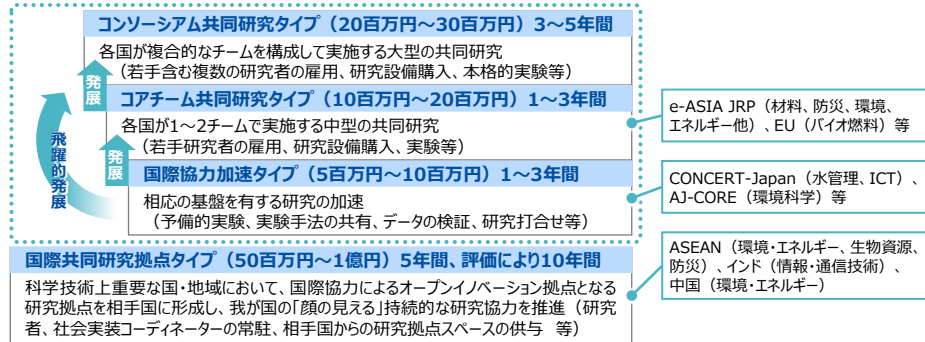 コンソーシアム共同研究タイプ（20百万円～30百万円）3～5年間
各国が複合的なチームを構成して実施する大型の共同研究
（若手含む複数の研究者の雇用、研究設備購入、本格的実験等）
発展
コアチーム共同研究タイプ（10百万円～20百万円）1～3年間
各国が1～2チームで実施する中型の共同研究
（若手研究者の雇用、研究設備購入、実験等）
発展
飛躍的発展
国際協力加速タイプ（5百万円～10百万円）1～3年間
相応の基盤を有する研究の加速
（予備的実験、実験手法の共有、データの検証、研究打合せ等）
国際共同研究拠点タイプ（50百万円～1億円）5年間、評価により10年間
科学技術上重要な国・地域において、国際協力によるオープンイノベーション拠点となる
研究拠点を相手国に形成し、我が国の「顔の見える」持続的な研究協力を推進（研究
者、社会実装コーディネーターの常駐、相手国からの研究拠点スペースの供与　等）
e-ASIA JRP（材料、防災、環境、
エネルギー他）、EU（バイオ燃料）等
CONCERT-Japan（水管理、ICT）、
AJ-CORE（環境科学）等
ASEAN（環境・エネルギー、生物資源、
防災）、インド（情報・通信技術）、
中国（環境・エネルギー）